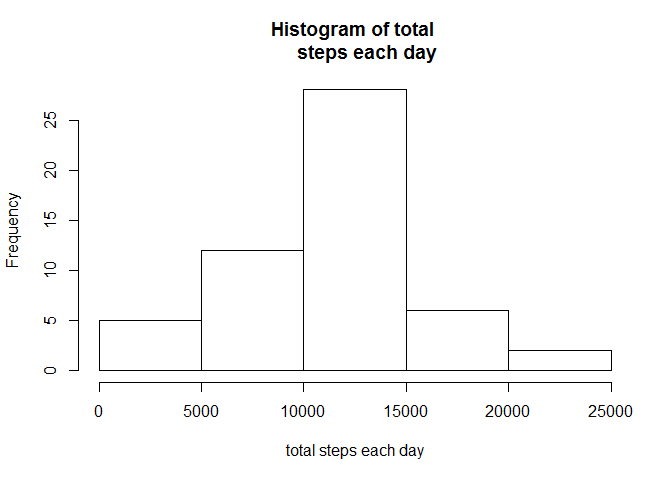 Histogram of total
steps each day
Frequency
25
20
15
10
5
0
0 5000 10000 15000 20000 25000
total steps each day